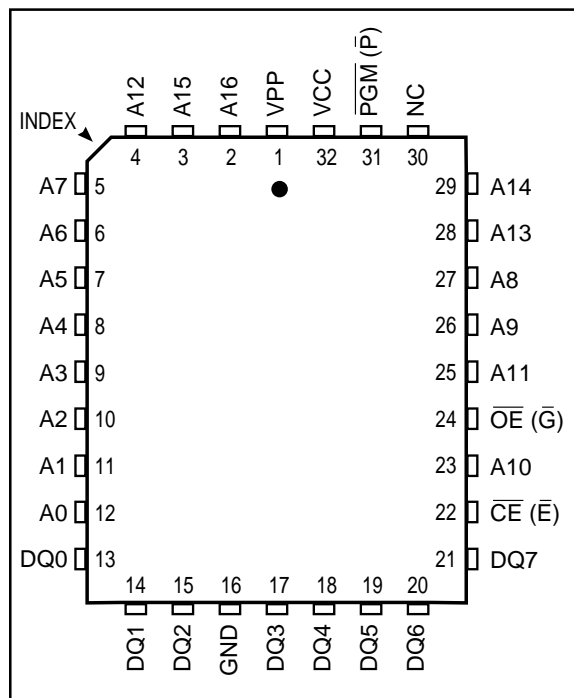 A12 A15 A16 VPP VCC P̅G̅M̅ (P̅) NC
INDEX
4 3 2 1 32 31 30
A7 5 29 A14
A6 6 28 A13
A5 7 27 A8
A4 8 26 A9
A3 9 25 A11
A2 10 24 O̅E̅ (G̅)
A1 11 23 A10
A0 12 22 C̅E̅ (E̅)
DQ0 13 21 DQ7
14 15 16 17 18 19 20
DQ1 DQ2 GND DQ3 DQ4 DQ5 DQ6